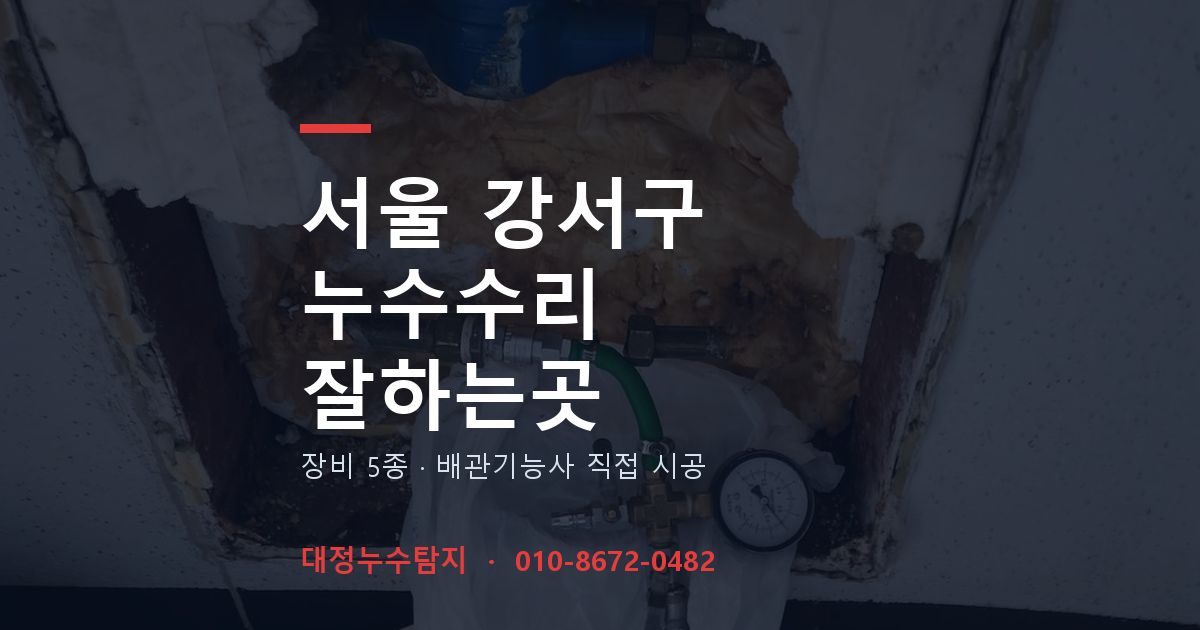 서울 강서구
누수수리
잘하는곳
장비 5종 · 배관기능사 직접 시공
대정누수탐지 · 010-8672-0482